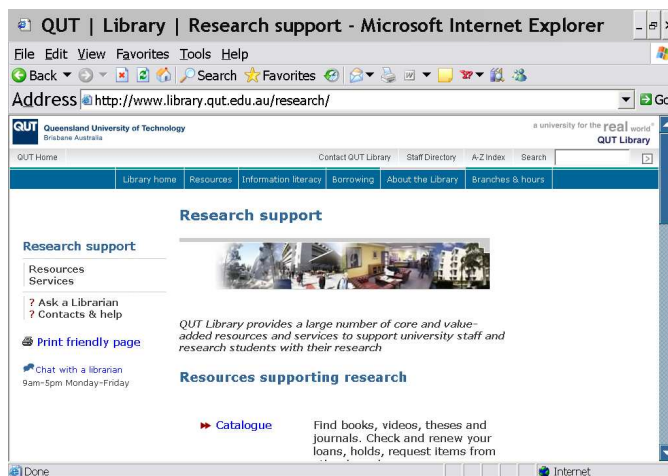 QUT | Library | Research support - Microsoft Internet Explorer
File Edit View Favorites Tools Help
Back Search Favorites
Address http://www.library.qut.edu.au/research/ Go
QUT Queensland University of Technology
Brisbane Australia
a university for the real world
QUT Library
QUT Home Contact QUT Library Staff Directory A-Z Index Search
Library home Resources Information literacy Borrowing About the Library Branches & hours
Research support
Research support
Resources
Services
? Ask a Librarian
? Contacts & help
Print friendly page
Chat with a librarian
9am-5pm Monday-Friday
QUT Library provides a large number of core and value-
added resources and services to support university staff and
research students with their research
Resources supporting research
Catalogue Find books, videos, theses and
journals. Check and renew your
loans, holds, request items from
Done Internet